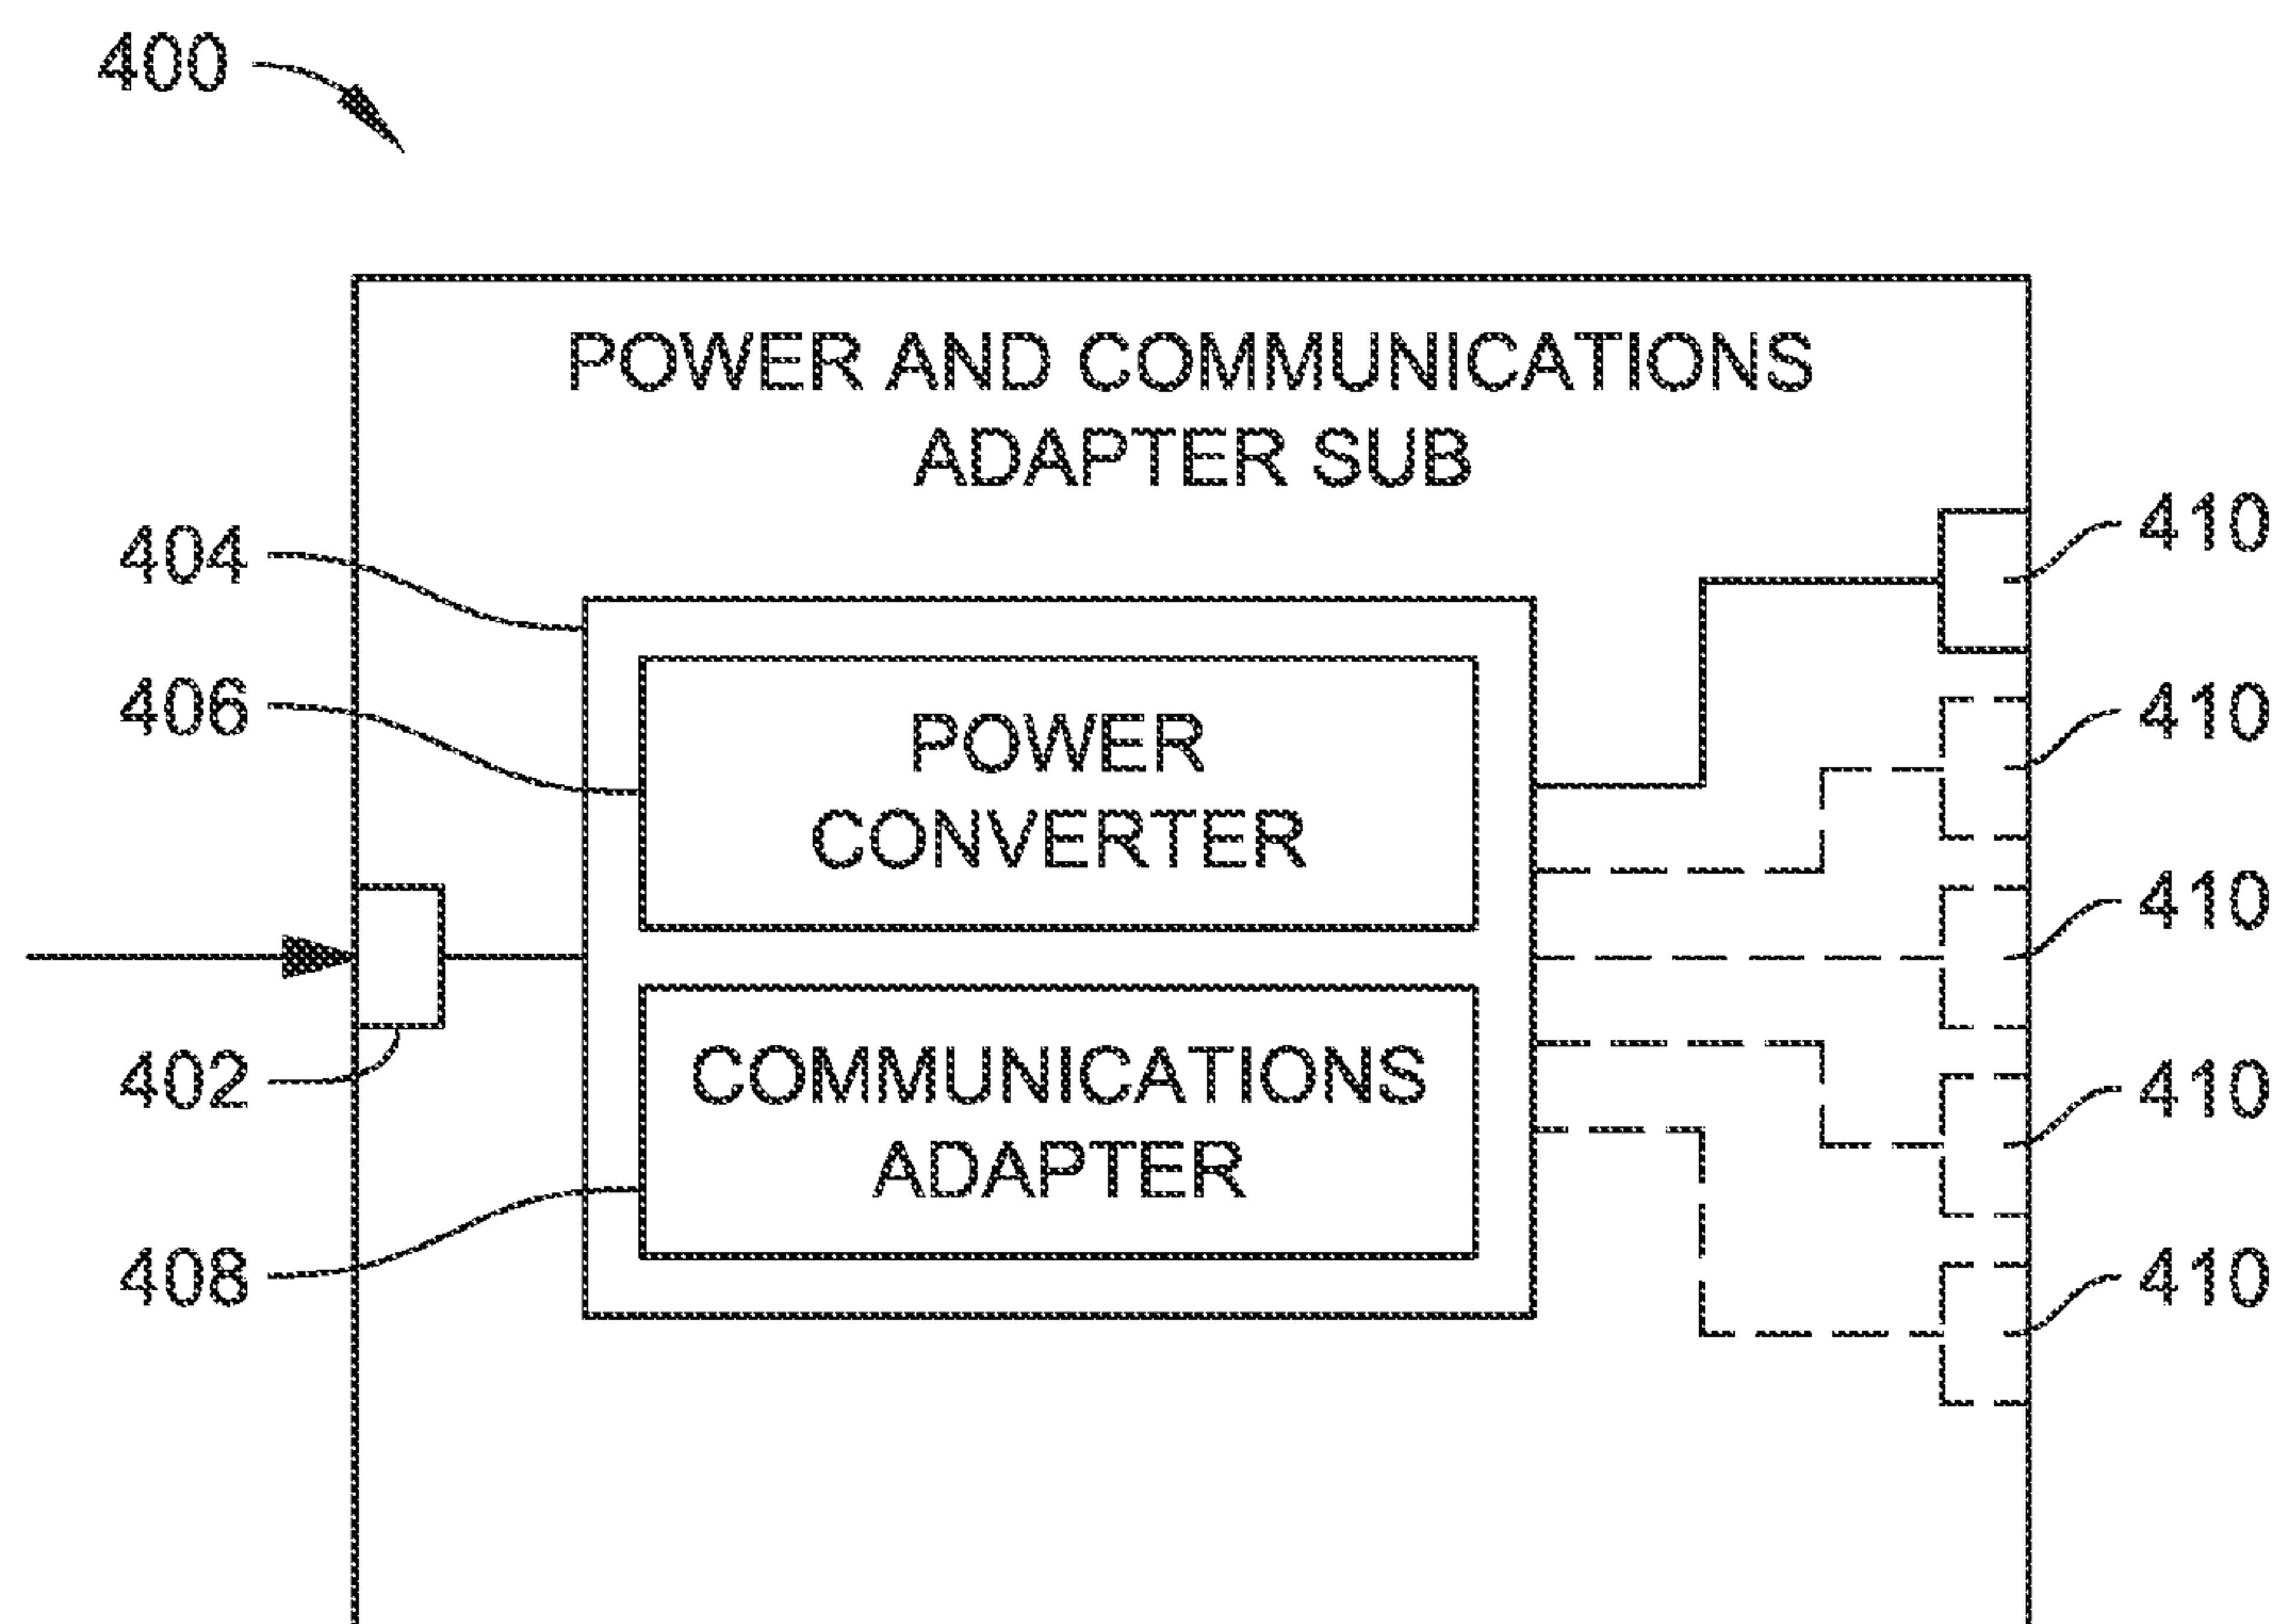 400
POWER AND COMMUNICATIONS
ADAPTER SUB
404
410
406
POWER
CONVERTER
410
410
402
COMMUNICATIONS
ADAPTER
410
408
410